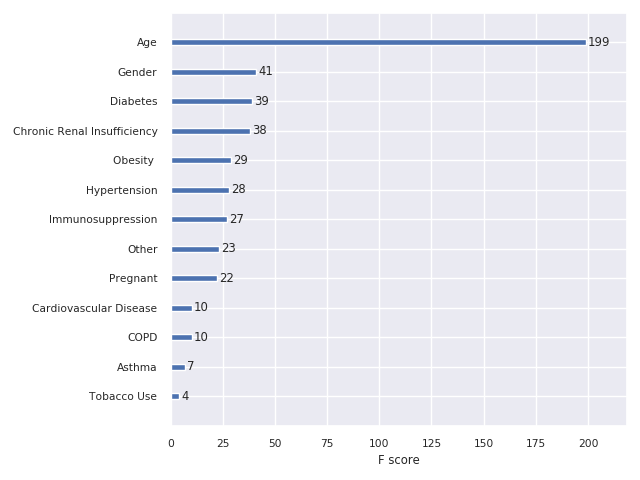 Age 199
Gender 41
Diabetes 39
Chronic Renal Insufficiency 38
Obesity 29
Hypertension 28
Immunosuppression 27
Other 23
Pregnant 22
Cardiovascular Disease 10
COPD 10
Asthma 7
Tobacco Use 4
0 25 50 75 100 125 150 175 200
F score